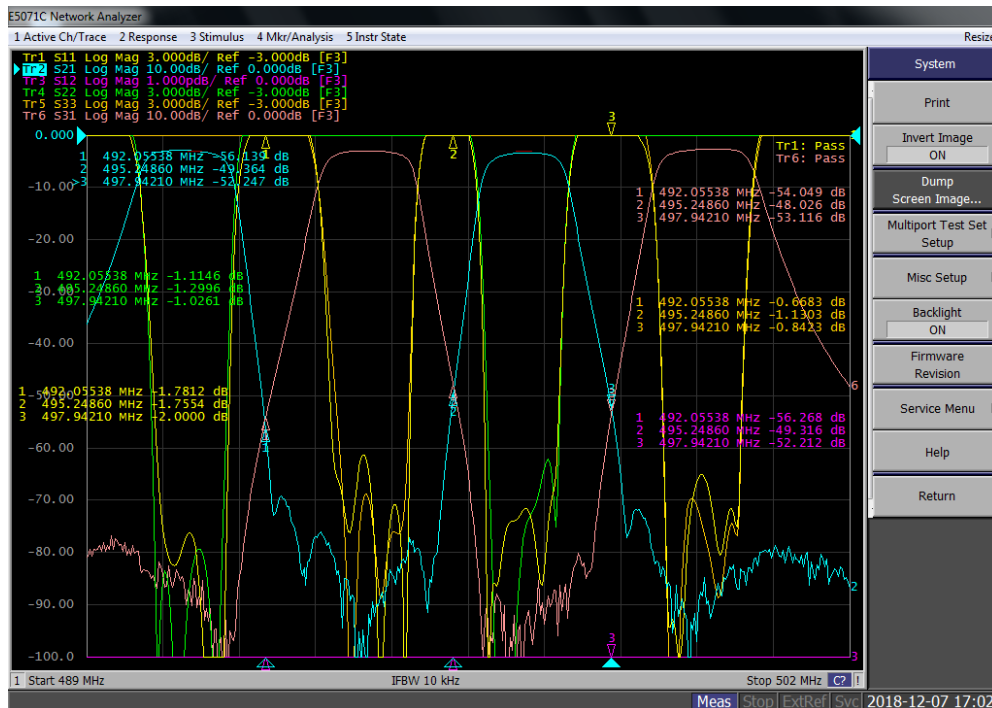 E5071C Network Analyzer
1 Active Ch/Trace 2 Response 3 Stimulus 4 Mkr/Analysis 5 Instr State
Resize
Tr1 S11 Log Mag 3.000dB/ Ref -3.000dB [F3]
Tr2 S21 Log Mag 10.00dB/ Ref 0.000dB [F3]
Tr3 S12 Log Mag 1.000pdB/ Ref 0.000dB [F3]
Tr4 S22 Log Mag 3.000dB/ Ref -3.000dB [F3]
Tr5 S33 Log Mag 3.000dB/ Ref -3.000dB [F3]
Tr6 S31 Log Mag 10.00dB/ Ref 0.000dB [F3]
0.000
-10.00
-20.00
-30.00
-40.00
-50.00
-60.00
-70.00
-80.00
-90.00
-100.0
1 492.05538 MHz -56.139 dB
2 495.24860 MHz -49.364 dB
>3 497.94210 MHz -52.247 dB
1 492.05538 MHz -1.1146 dB
2 495.24860 MHz -1.2996 dB
3 497.94210 MHz -1.0261 dB
1 492.05538 MHz -1.7812 dB
2 495.24860 MHz -1.7554 dB
3 497.94210 MHz -2.0000 dB
1
2
3
Tr1: Pass
Tr6: Pass
1 492.05538 MHz -54.049 dB
2 495.24860 MHz -48.026 dB
3 497.94210 MHz -53.116 dB
1 492.05538 MHz -0.6683 dB
2 495.24860 MHz -1.1303 dB
3 497.94210 MHz -0.8423 dB
1 492.05538 MHz -56.268 dB
2 495.24860 MHz -49.316 dB
3 497.94210 MHz -52.212 dB
1
2
6
2
3
3
1 Start 489 MHz
IFBW 10 kHz
Stop 502 MHz C? !
System
Print
Invert Image
ON
Dump
Screen Image...
Multiport Test Set
Setup
Misc Setup
Backlight
ON
Firmware
Revision
Service Menu
Help
Return
Meas Stop ExtRef Svc 2018-12-07 17:02